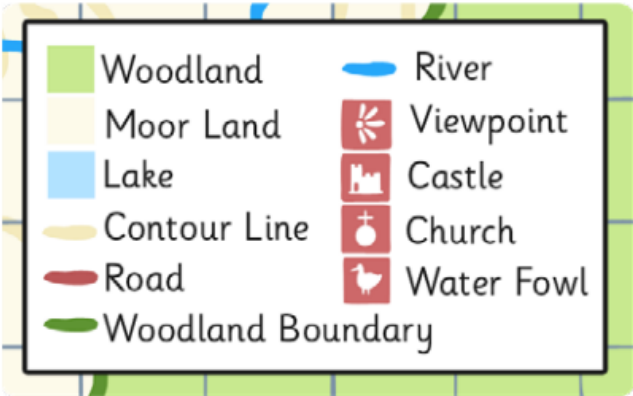 Woodland
Moor Land
Lake
Contour Line
Road
Woodland Boundary
River
Viewpoint
Castle
Church
Water Fowl